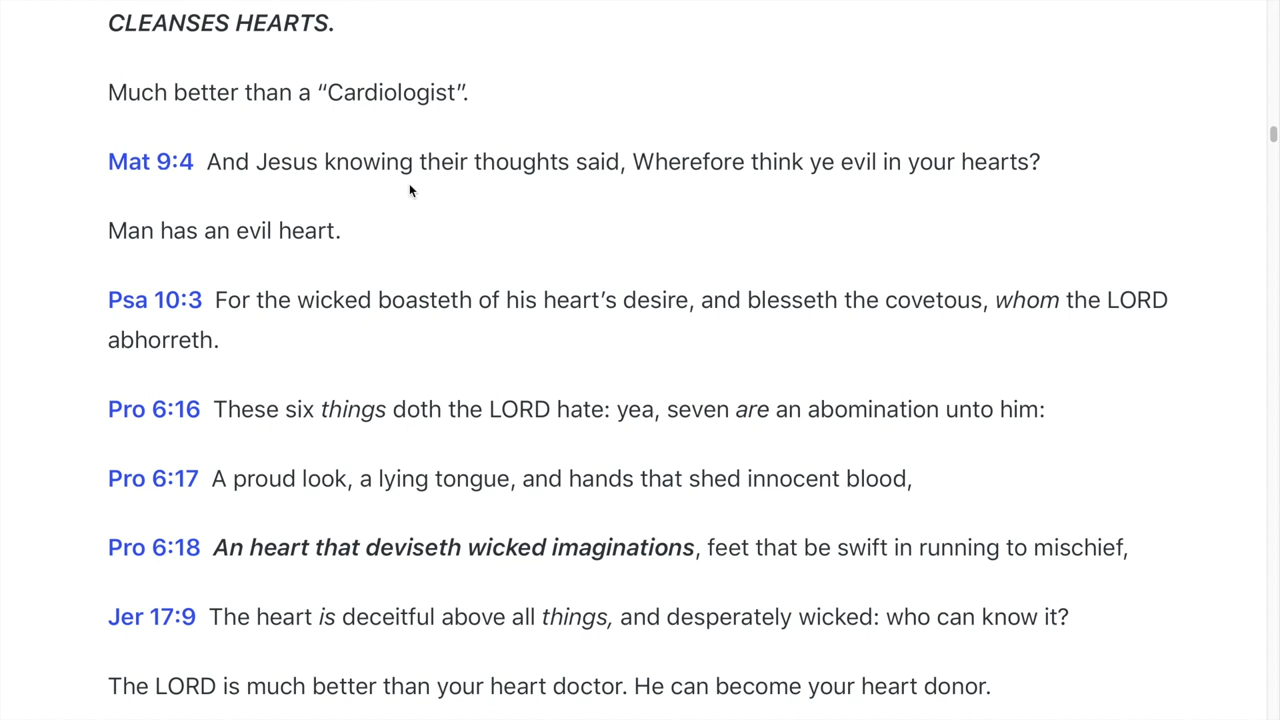 CLEANSES HEARTS.
Much better than a “Cardiologist”.
Mat 9:4 And Jesus knowing their thoughts said, Wherefore think ye evil in your hearts?
Man has an evil heart.
Psa 10:3 For the wicked boasteth of his heart’s desire, and blesseth the covetous, whom the LORD
abhorreth.
Pro 6:16 These six things doth the LORD hate: yea, seven are an abomination unto him:
Pro 6:17 A proud look, a lying tongue, and hands that shed innocent blood,
Pro 6:18 An heart that deviseth wicked imaginations, feet that be swift in running to mischief,
Jer 17:9 The heart is deceitful above all things, and desperately wicked: who can know it?
The LORD is much better than your heart doctor. He can become your heart donor.